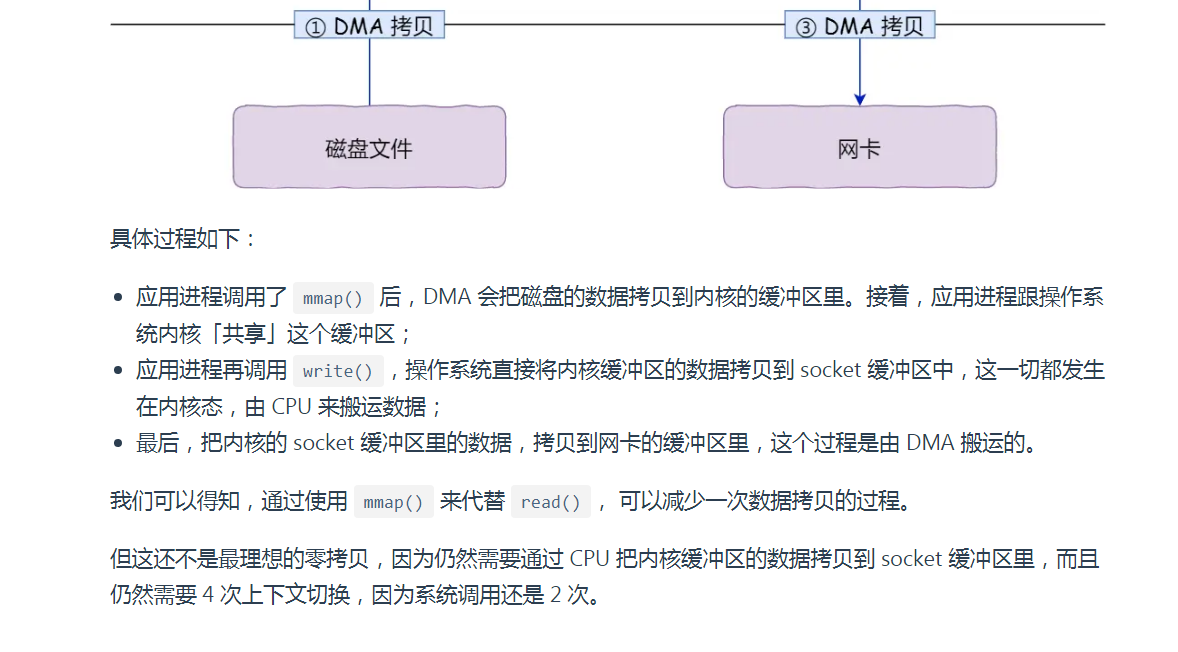 ① DMA 拷贝
③ DMA 拷贝
磁盘文件
网卡
具体过程如下：
• 应用进程调用了 mmap() 后，DMA 会把磁盘的数据拷贝到内核的缓冲区里。接着，应用进程跟操作系
统内核「共享」这个缓冲区；
• 应用进程再调用 write()，操作系统直接将内核缓冲区的数据拷贝到 socket 缓冲区中，这一切都发生
在内核态，由 CPU 来搬运数据；
• 最后，把内核的 socket 缓冲区里的数据，拷贝到网卡的缓冲区里，这个过程是由 DMA 搬运的。
我们可以得知，通过使用 mmap() 来代替 read()， 可以减少一次数据拷贝的过程。
但这还不是最理想的零拷贝，因为仍然需要通过 CPU 把内核缓冲区的数据拷贝到 socket 缓冲区里，而且
仍然需要 4 次上下文切换，因为系统调用还是 2 次。